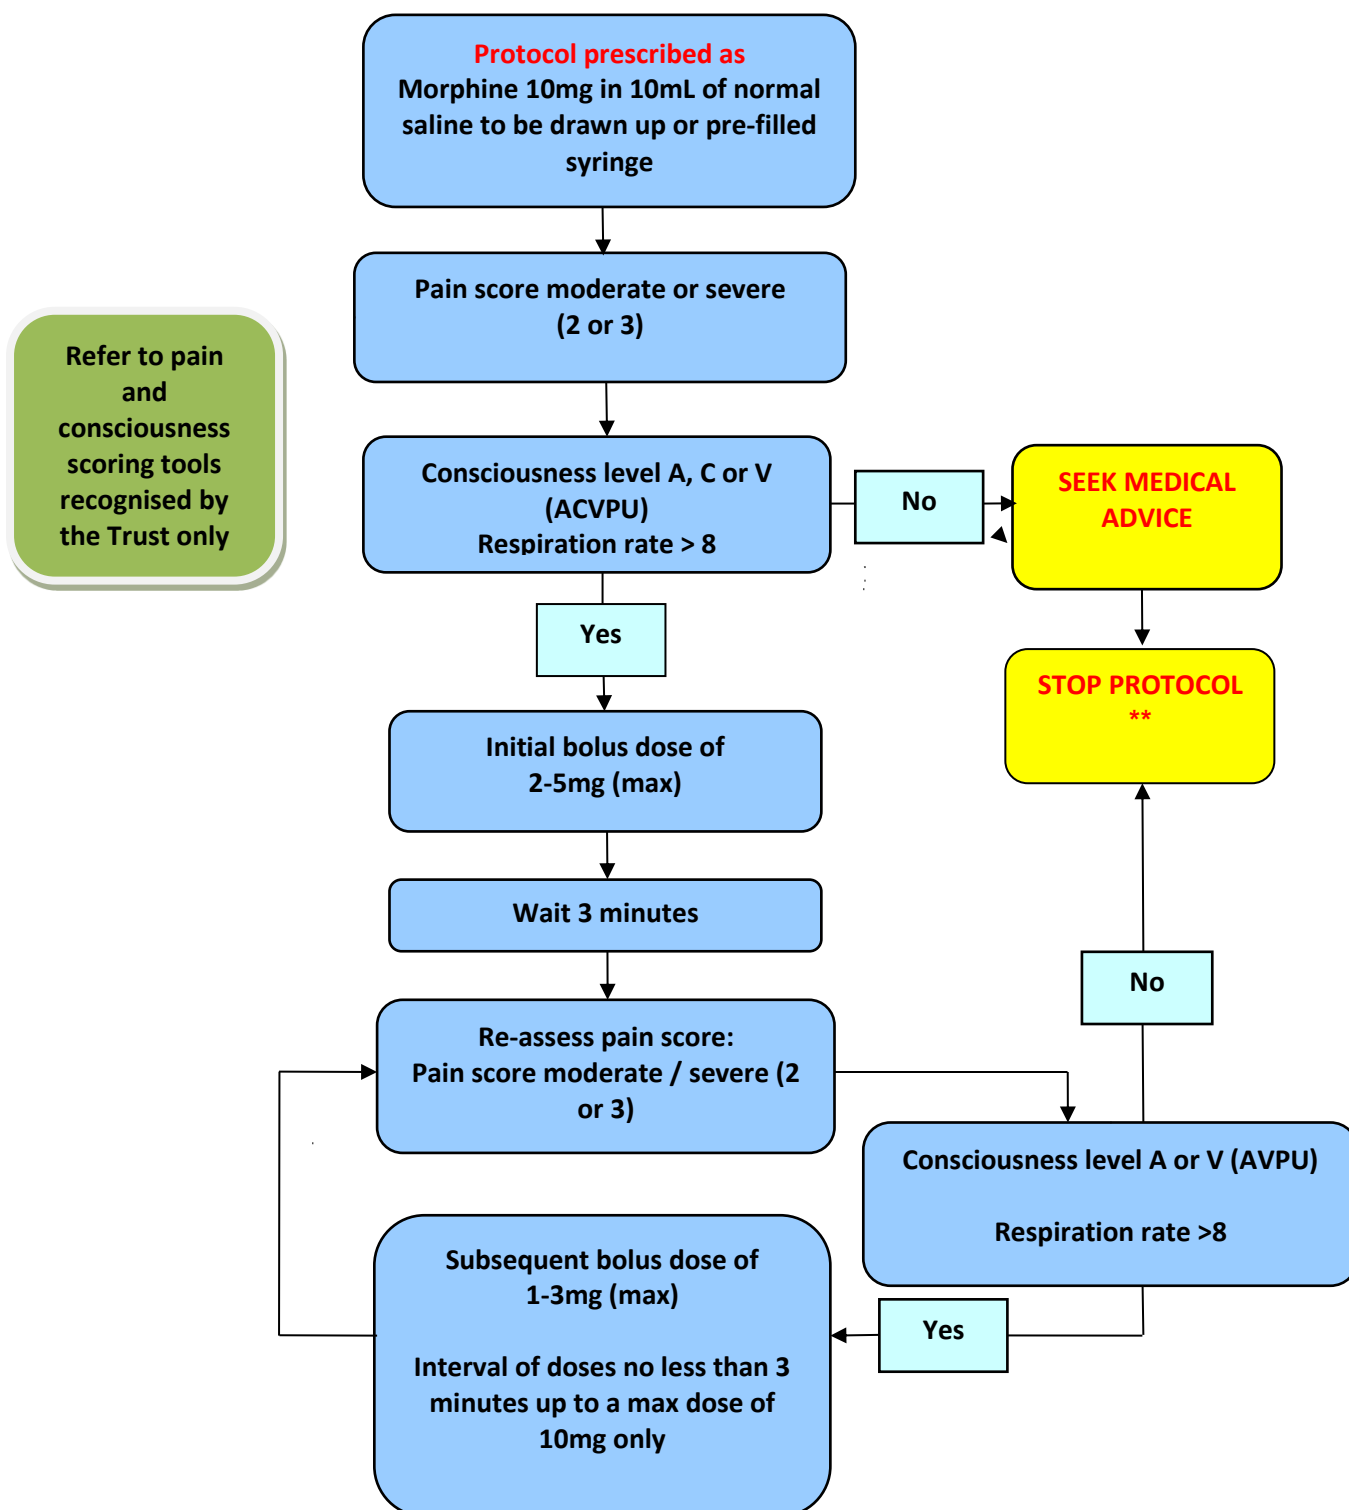 Protocol prescribed as
Morphine 10mg in 10mL of normal
saline to be drawn up or pre-filled
syringe
Pain score moderate or severe
(2 or 3)
Refer to pain
and
consciousness
scoring tools
recognised by
the Trust only
Consciousness level A, C or V
(ACVPU)
Respiration rate > 8
No
SEEK MEDICAL
ADVICE
Yes
STOP PROTOCOL
**
Initial bolus dose of
2-5mg (max)
Wait 3 minutes
No
Re-assess pain score:
Pain score moderate / severe (2
or 3)
Consciousness level A or V (AVPU)
Respiration rate >8
Subsequent bolus dose of
1-3mg (max)
Interval of doses no less than 3
minutes up to a max dose of
10mg only
Yes